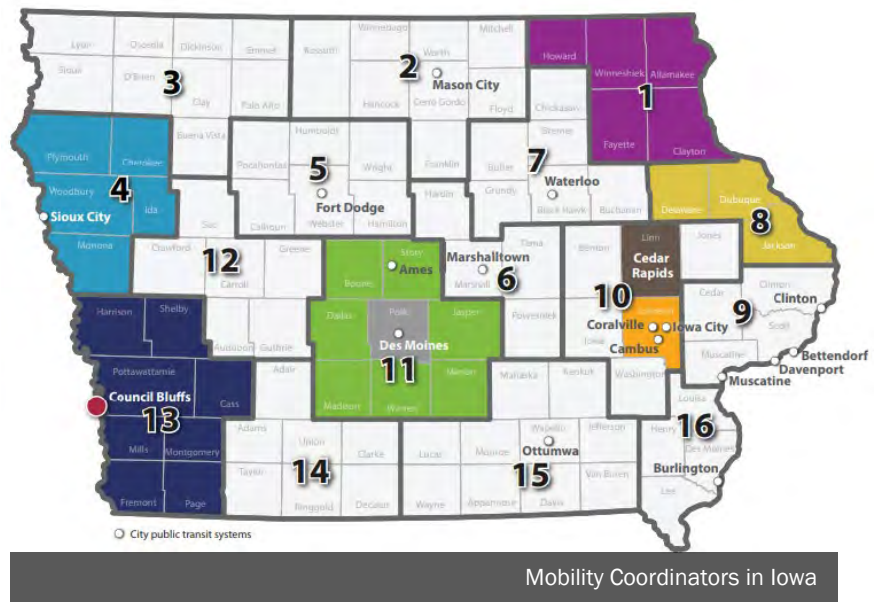 Lyon Osceola Dickinson Emmet
Kossuth Winnebago Worth Mitchell
Howard Winneshiek Allamakee
Sioux O'Brien Clay Palo Alto
3
Hancock Cerro Gordo Floyd Chickasaw
2
Mason City
1
Fayette Clayton
Plymouth Cherokee Buena Vista
4
Pocahontas Humboldt Wright Franklin
5
Fort Dodge
Butler Bremer
7
Waterloo
Woodbury Ida Sac
Sioux City
Calhoun Webster Hamilton Hardin Grundy Black Hawk Buchanan
Dubuque
8
Jackson
Monona Crawford Carroll Greene
12
Boone Story
Ames
Marshalltown
Marshall
6
Tama Benton Linn Jones
Cedar
Rapids
10
Harrison Shelby Audubon Guthrie
Dallas Polk Jasper Poweshiek Iowa Johnson
Des Moines
11
Coralville Iowa City
Cambus
Cedar Clinton
Clinton
9
Scott
Muscatine
Bettendorf
Davenport
Muscatine
Pottawattamie Cass Adair Madison Warren Marion Mahaska Keokuk Washington Louisa
Council Bluffs
13
Mills Montgomery Adams Union Clarke Lucas Monroe Wapello Jefferson Henry Des Moines
16
Ottumwa
Burlington
14
15
Fremont Page Taylor Ringgold Decatur Wayne Appanoose Davis Van Buren Lee
City public transit systems
Mobility Coordinators in Iowa